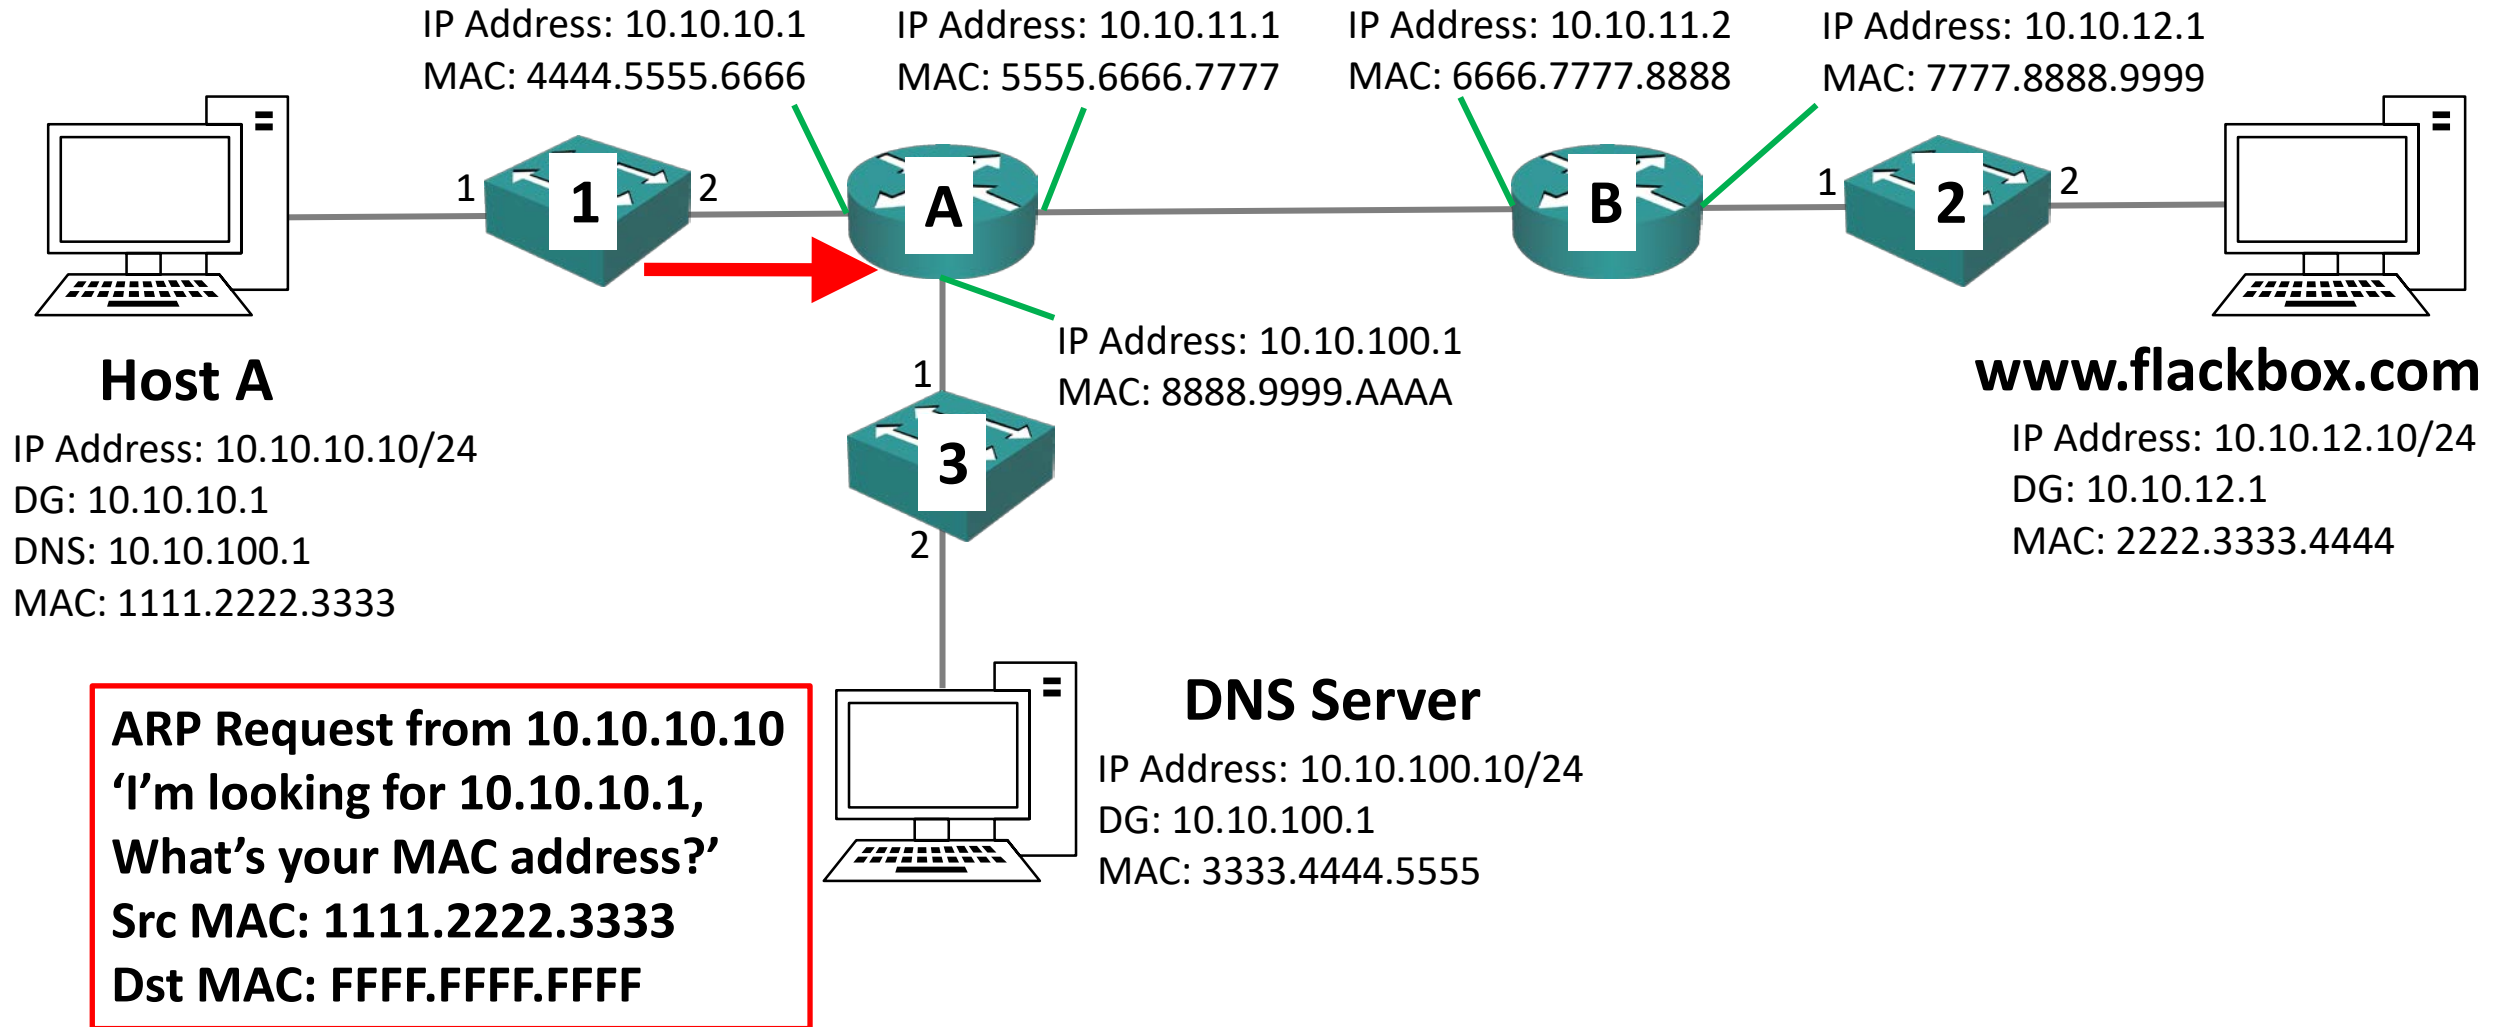 IP Address: 10.10.10.1
MAC: 4444.5555.6666
IP Address: 10.10.11.1
MAC: 5555.6666.7777
IP Address: 10.10.11.2
MAC: 6666.7777.8888
IP Address: 10.10.12.1
MAC: 7777.8888.9999
1
1
2
A
B
1
2
2
IP Address: 10.10.100.1
MAC: 8888.9999.AAAA
1
3
2
Host A
IP Address: 10.10.10.10/24
DG: 10.10.10.1
DNS: 10.10.100.1
MAC: 1111.2222.3333
www.flackbox.com
IP Address: 10.10.12.10/24
DG: 10.10.12.1
MAC: 2222.3333.4444
ARP Request from 10.10.10.10
‘I’m looking for 10.10.10.1,
What’s your MAC address?’
Src MAC: 1111.2222.3333
Dst MAC: FFFF.FFFF.FFFF
DNS Server
IP Address: 10.10.100.10/24
DG: 10.10.100.1
MAC: 3333.4444.5555